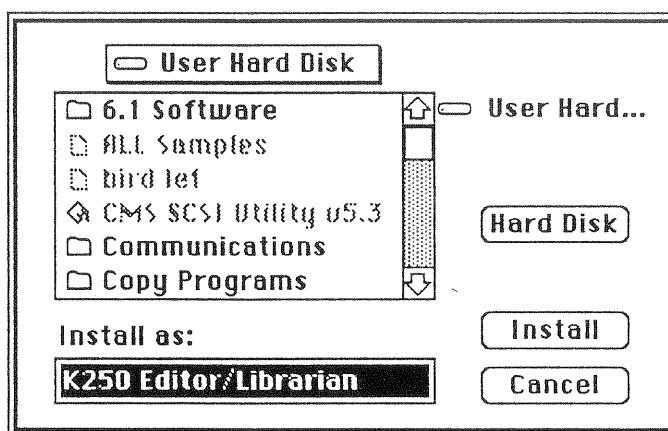 User Hard Disk
6.1 Software
User Hard...
ALL Samples
bird lef
CMS SCSI Utility v5.3
Hard Disk
Communications
Copy Programs
Install as:
Install
K250 Editor/Librarian
Cancel